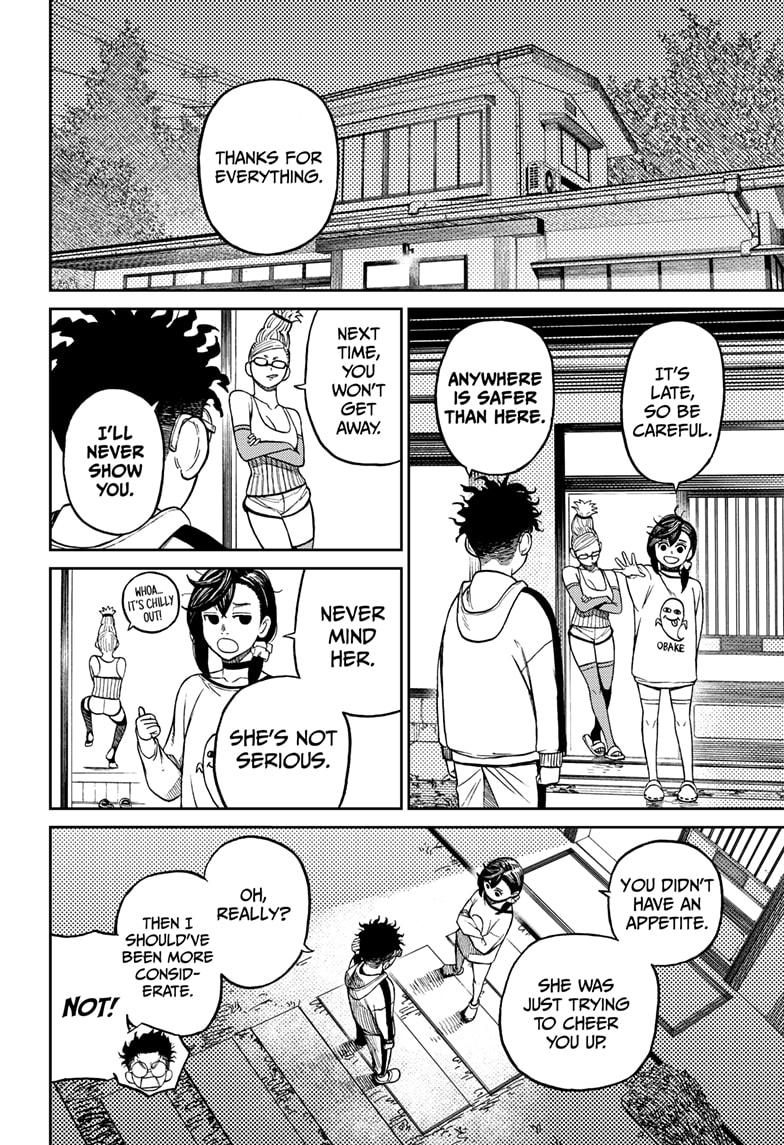 THANKS FOR
EVERYTHING.
IT'S
LATE,
SO BE
CAREFUL.
ANYWHERE
IS SAFER
THAN HERE.
OBAKE
NEXT
TIME,
YOU
WON'T
GET
AWAY.
I'LL
NEVER
SHOW
YOU.
NEVER
MIND
HER.
SHE'S NOT
SERIOUS.
WHOA...
IT'S CHILLY
OUT!
YOU DIDN'T
HAVE AN
APPETITE.
SHE WAS
JUST TRYING
TO CHEER
YOU UP.
OH,
REALLY?
THEN I
SHOULD'VE
BEEN MORE
CONSID-
ERATE.
NOT!